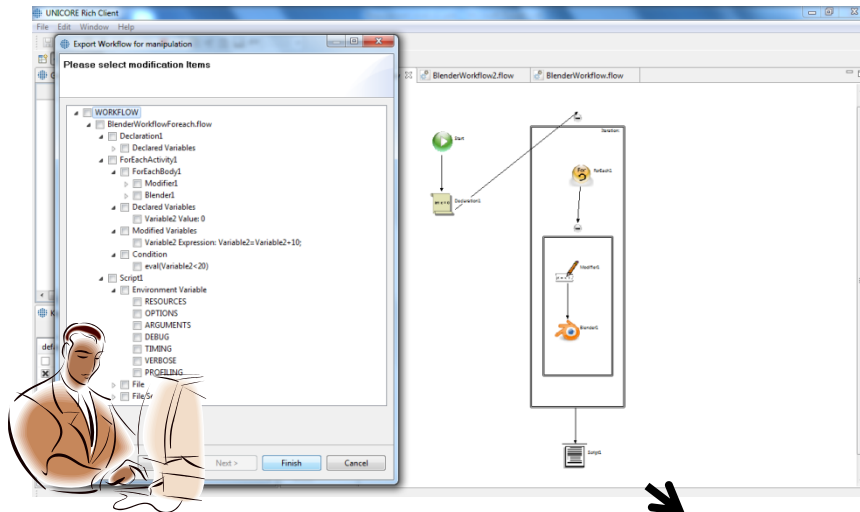 UNICORE Rich Client
File Edit Window Help
Export Workflow for manipulation
Please select modification Items
WORKFLOW
BlenderWorkflowForeach.flow
Declaration1
Declared Variables
ForEachActivity1
ForEachBody1
Modifier1
Blender1
Declared Variables
Variable2 Value: 0
Modified Variables
Variable2 Expression: Variable2=Variable2+10;
Condition
eval(Variable2<20)
Script1
Environment Variable
RESOURCES
OPTIONS
ARGUMENTS
DEBUG
TIMING
VERBOSE
PROFILING
File
File Se
Next > Finish Cancel
BlenderWorkflow2.flow BlenderWorkflow.flow
Start
Declaration1
ForEach1
Modifier1
Blender1
Script1